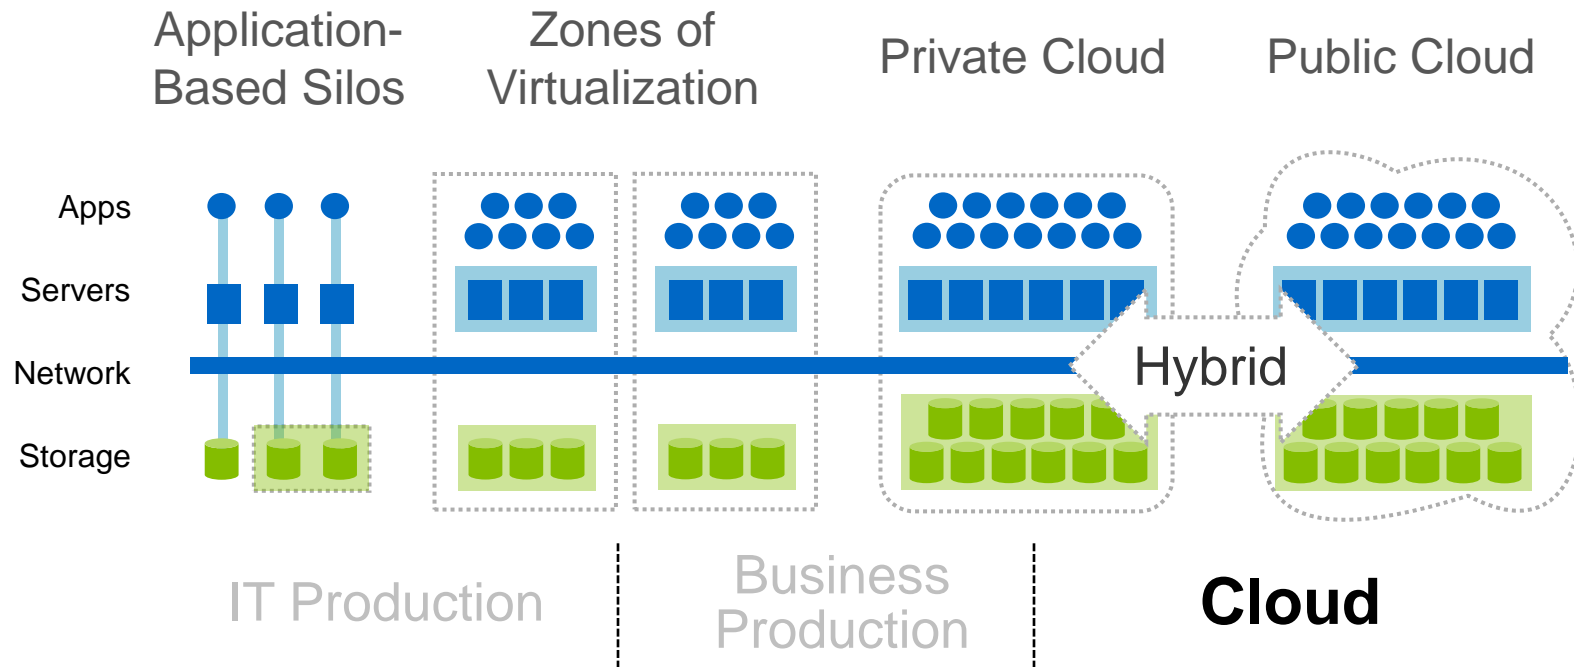 Application-
Based Silos
Zones of
Virtualization
Private Cloud
Public Cloud
Apps
Servers
Network
Storage
Hybrid
IT Production
Business
Production
Cloud